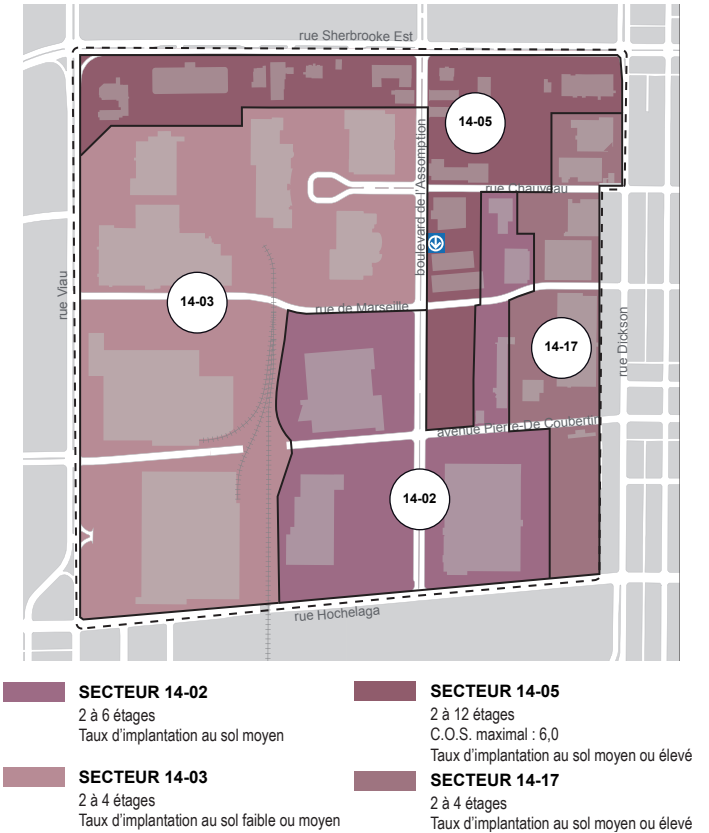 rue Sherbrooke Est
14-05
boulevard de l'Assomption
rue Chauveau
rue Viau
14-03
rue de Marseille
14-17
rue Dickson
avenue Pierre-De Coubertin
14-02
rue Hochelaga
SECTEUR 14-02
2 à 6 étages
Taux d'implantation au sol moyen
SECTEUR 14-03
2 à 4 étages
Taux d'implantation au sol faible ou moyen
SECTEUR 14-05
2 à 12 étages
C.O.S. maximal : 6,0
Taux d'implantation au sol moyen ou élevé
SECTEUR 14-17
2 à 4 étages
Taux d'implantation au sol moyen ou élevé